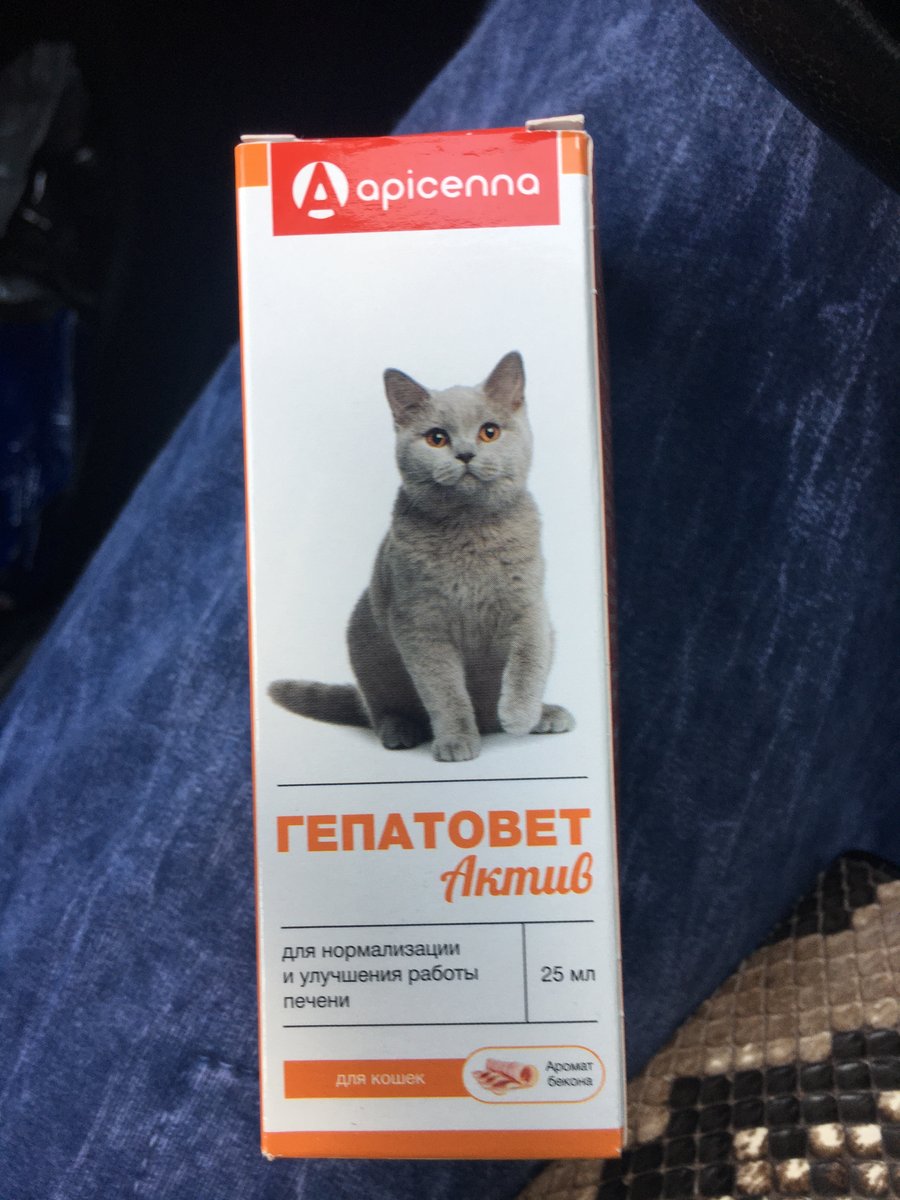 apicenna
ГЕПАТОВЕТ
Актив
для нормализации
и улучшения работы
печени
25 мл
для кошек
Аромат
бекона